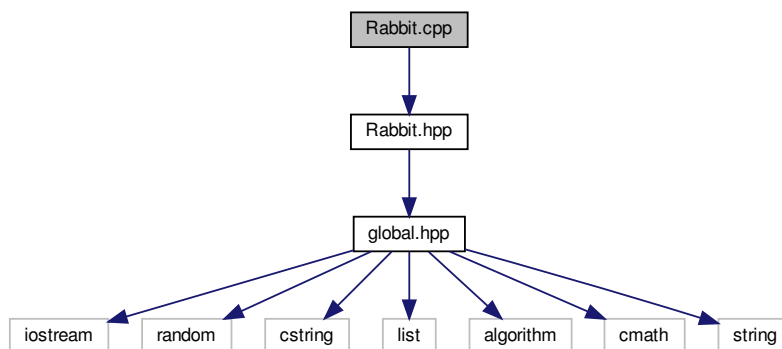 Rabbit.cpp
Rabbit.hpp
global.hpp
iostream
random
cstring
list
algorithm
cmath
string